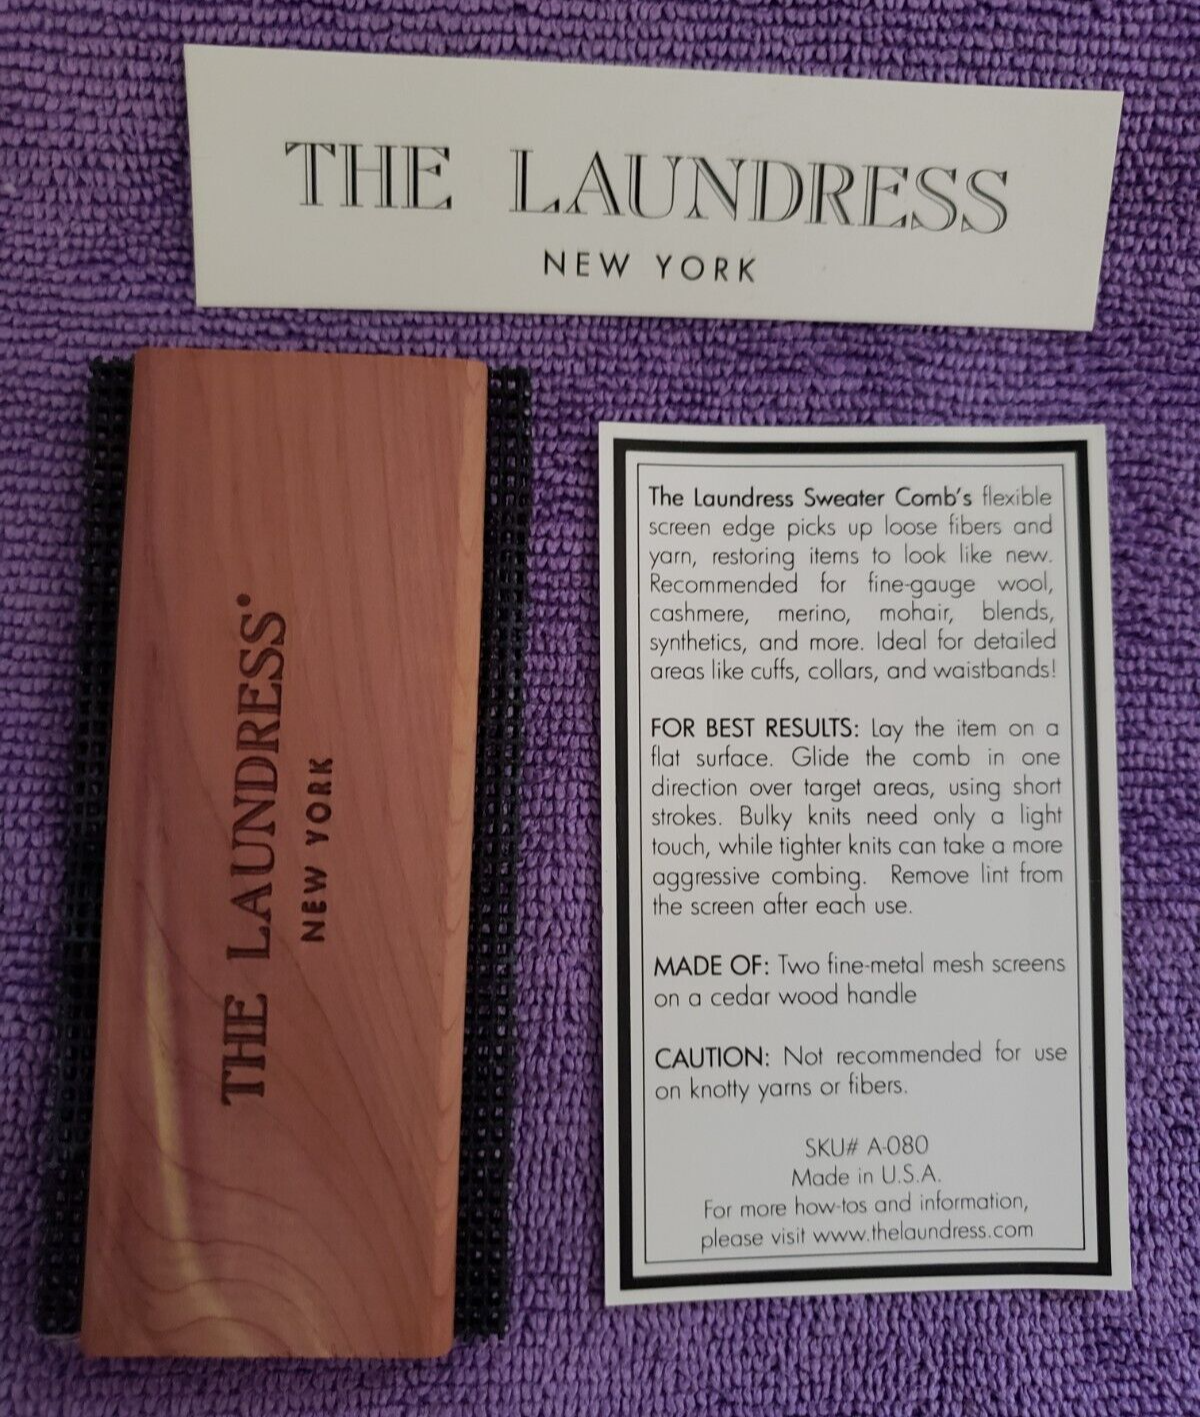 THE LAUNDRESS
NEW YORK
THE LAUNDRESS
NEW YORK
The Laundress Sweater Comb's flexible
screen edge picks up loose fibers and
yarn, restoring items to look like new.
Recommended for fine-gauge wool,
cashmere, merino, mohair, blends,
synthetics, and more. Ideal for detailed
areas like cuffs, collars, and waistbands!
FOR BEST RESULTS: Lay the item on a
flat surface. Glide the comb in one
direction over target areas, using short
strokes. Bulky knits need only a light
touch, while tighter knits can take a more
aggressive combing. Remove lint from
the screen after each use.
MADE OF: Two fine-metal mesh screens
on a cedar wood handle
CAUTION: Not recommended for use
on knotty yarns or fibers.
SKU# A-080
Made in U.S.A.
For more how-tos and information,
please visit www.thelaundress.com